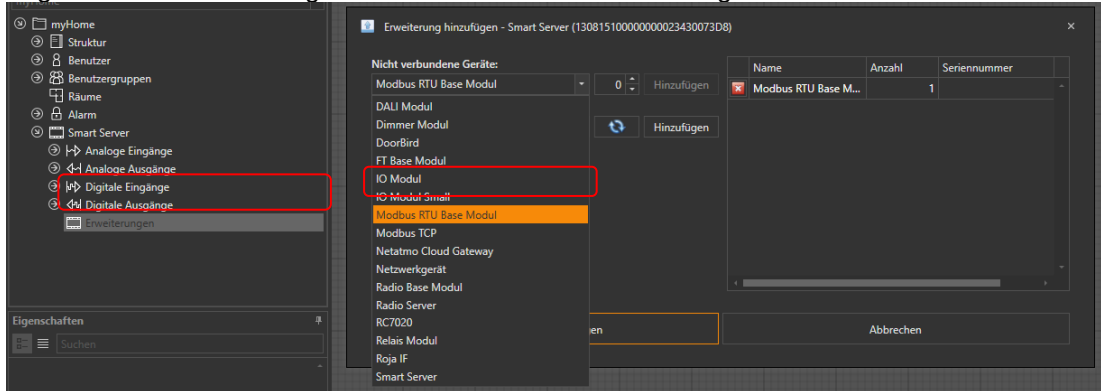 myHome
Struktur
Benutzer
Benutzergruppen
Räume
Alarm
Smart Server
Analoge Eingänge
Analoge Ausgänge
Digitale Eingänge
Digitale Ausgänge
Erweiterungen
Eigenschaften
Suchen
Erweiterung hinzufügen - Smart Server (1308151000000000023430073D8)
Nicht verbundene Geräte:
Modbus RTU Base Modul
0
Hinzufügen
DALI Modul
Dimmer Modul
Hinzufügen
DoorBird
FT Base Modul
IO Modul
IO Modul Small
Modbus RTU Base Modul
Modbus TCP
Netatmo Cloud Gateway
Netzwerkgerät
Radio Base Modul
Radio Server
RC7020
Relais Modul
Roja IF
Smart Server
Name Anzahl Seriennummer
Modbus RTU Base M... 1
en
Abbrechen